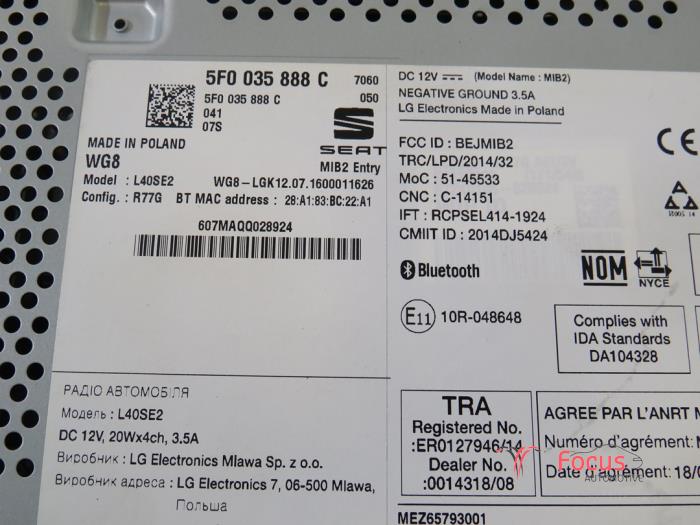 5F0 035 888 C 7060
5F0 035 888 C 050
041
07S
SEAT
MADE IN POLAND
WG8 MIB2 Entry
Model : L40SE2 WG8-LGK12.07.1600011626
Config. : R77G BT MAC address : 28:A1:83:BC:22:A1
607MAQQ028924
РАДІО АВТОМОБІЛЯ
Модель: : L40SE2
DC 12V, 20Wx4ch, 3.5A
Виробник : LG Electronics Mlawa Sp. z o.o.
Виробник адреса : LG Electronics 7, 06-500 Mlawa,
Польша
DC 12V (Model Name : MIB2)
NEGATIVE GROUND 3.5A
LG Electronics Made in Poland
FCC ID : BEJMIB2
TRC/LPD/2014/32
MoC : 51-45533
CNC : C-14151
IFT : RCPSEL414-1924
CMIIT ID : 2014DJ5424
CE
Bluetooth
NOM
NYCE
E11 10R-048648
Complies with
IDA Standards
DA104328
TRA
Registered No.
:ER0127946/14
Dealer No.
:0014318/08
AGREE PAR L'ANRT
Numéro d'agrément:
Date d'agrément:
MEZ65793001
Focus
AUTOMOTIVE